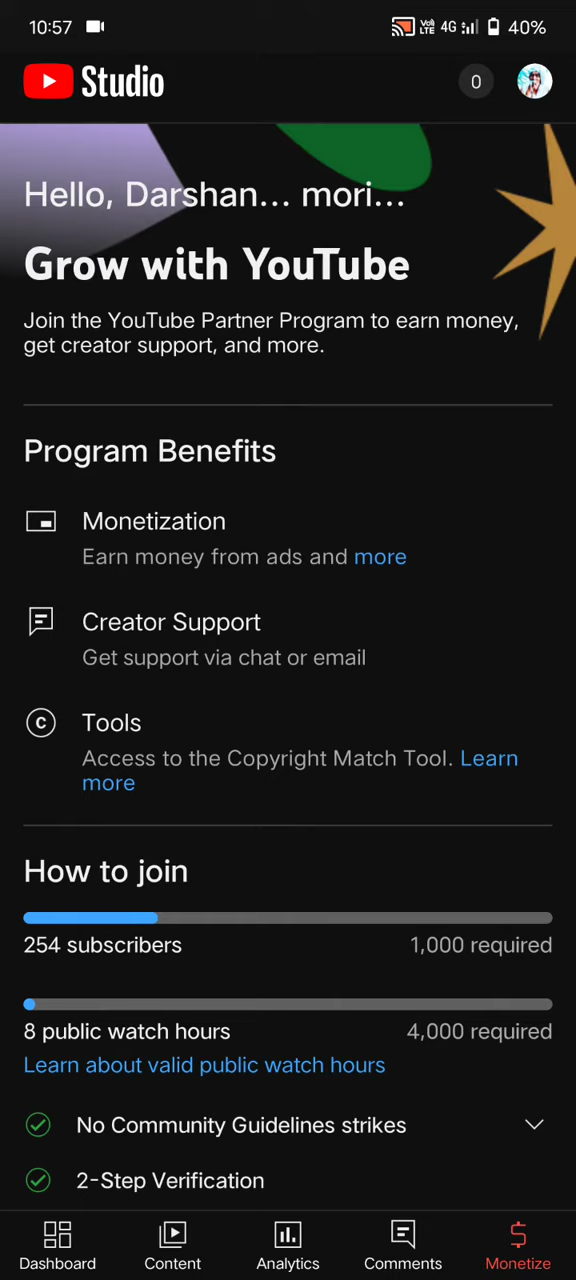 10:57
Vol LTE 4G 40%
Studio
0
Hello, Darshan... mori...
Grow with YouTube
Join the YouTube Partner Program to earn money,
get creator support, and more.
Program Benefits
Monetization
Earn money from ads and more
Creator Support
Get support via chat or email
C
Tools
Access to the Copyright Match Tool. Learn
more
How to join
254 subscribers 1,000 required
8 public watch hours 4,000 required
Learn about valid public watch hours
No Community Guidelines strikes
2-Step Verification
Dashboard Content Analytics Comments Monetize